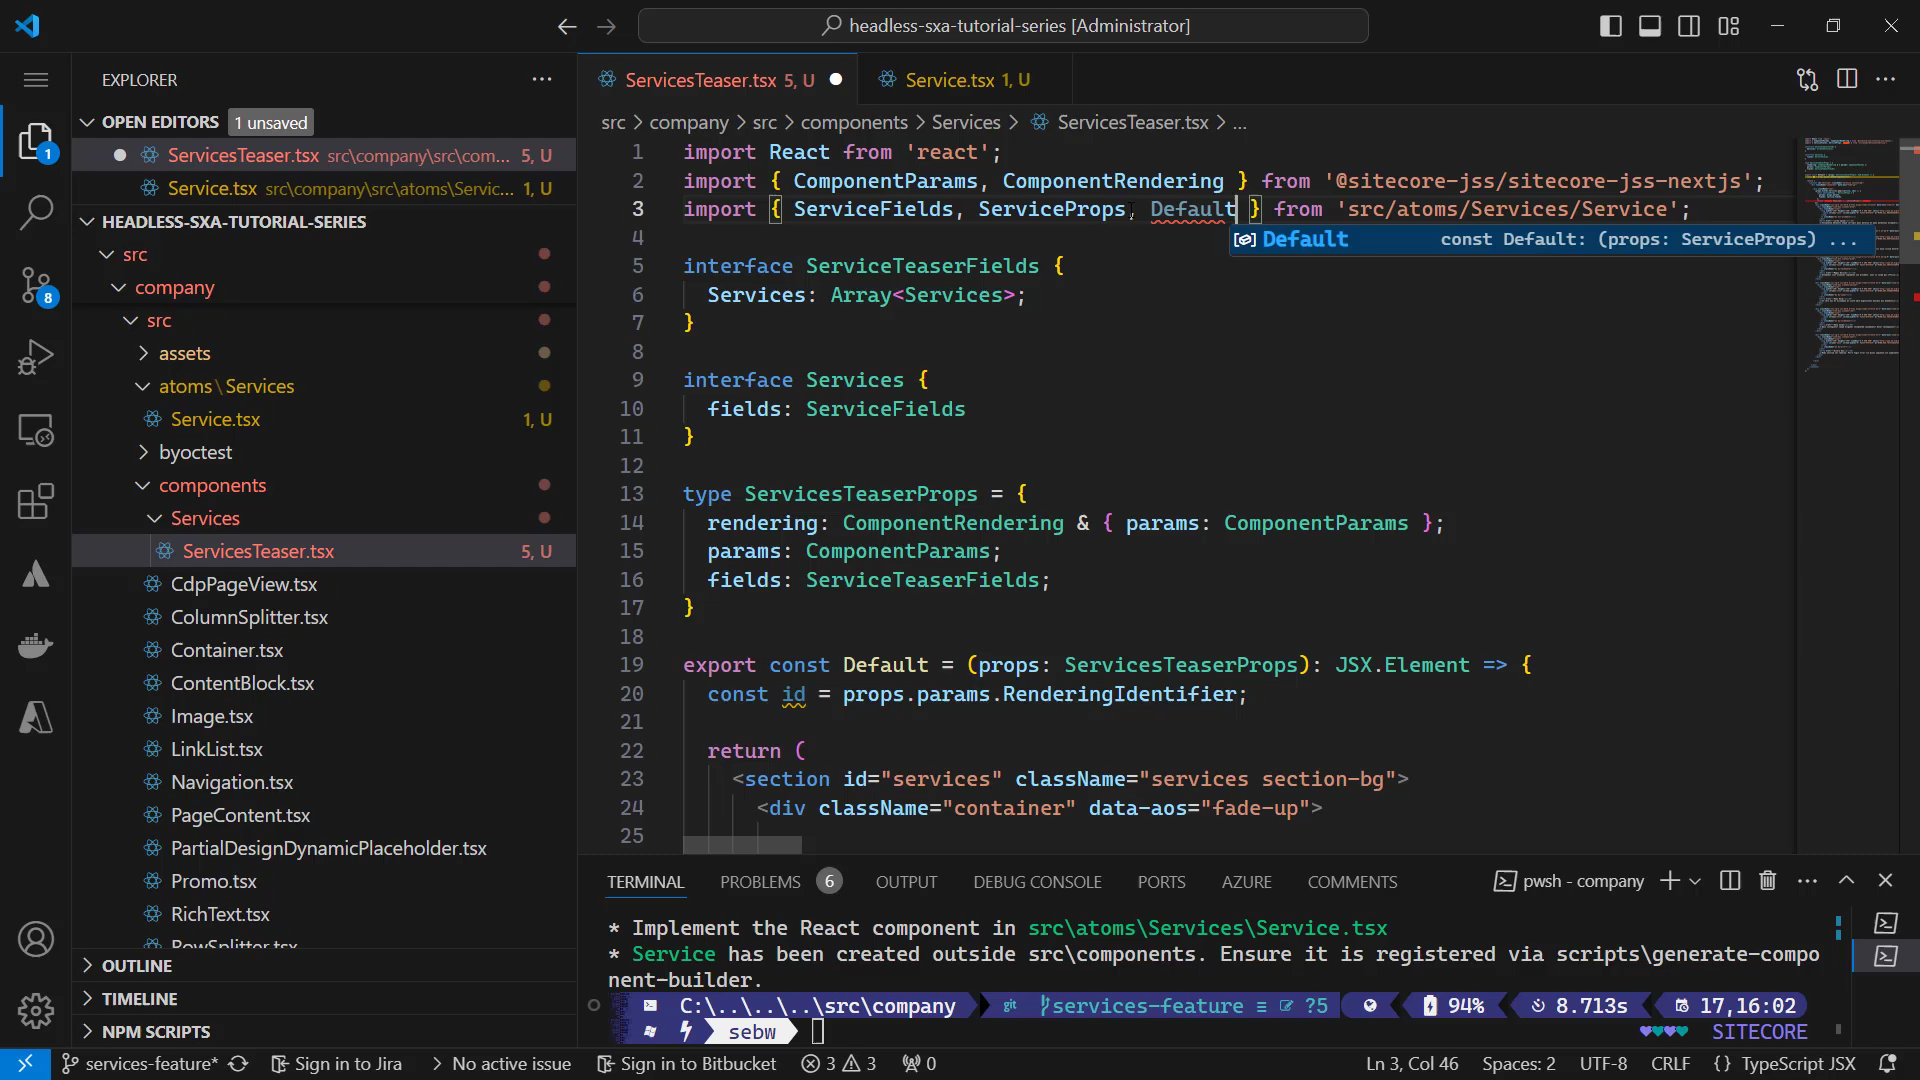 headless-sxa-tutorial-series [Administrator]
EXPLORER
OPEN EDITORS
1 unsaved
ServicesTeaser.tsx src\company\src\com... 5, U
Service.tsx src\company\src\atoms\Servic... 1, U
HEADLESS-SXA-TUTORIAL-SERIES
src
company
src
assets
atoms\Services
Service.tsx 1, U
byoctest
components
Services
ServicesTeaser.tsx 5, U
CdpPageView.tsx
ColumnSplitter.tsx
Container.tsx
ContentBlock.tsx
Image.tsx
LinkList.tsx
Navigation.tsx
PageContent.tsx
PartialDesignDynamicPlaceholder.tsx
Promo.tsx
RichText.tsx
RowSplitter.tsx
OUTLINE
TIMELINE
NPM SCRIPTS
1
8
ServicesTeaser.tsx 5, U
Service.tsx 1, U
src > company > src > components > Services > ServicesTeaser.tsx > ...
1 import React from 'react';
2 import { ComponentParams, ComponentRendering } from '@sitecore-jss/sitecore-jss-nextjs';
3 import { ServiceFields, ServiceProps, Default } from 'src/atoms/Services/Service';
Default const Default: (props: ServiceProps) ...
4
5 interface ServiceTeaserFields {
6 Services: Array<Services>;
7 }
8
9 interface Services {
10 fields: ServiceFields
11 }
12
13 type ServicesTeaserProps = {
14 rendering: ComponentRendering & { params: ComponentParams };
15 params: ComponentParams;
16 fields: ServiceTeaserFields;
17 }
18
19 export const Default = (props: ServicesTeaserProps): JSX.Element => {
20 const id = props.params.RenderingIdentifier;
21
22 return (
23 <section id="services" className="services section-bg">
24 <div className="container" data-aos="fade-up">
25
TERMINAL PROBLEMS 6 OUTPUT DEBUG CONSOLE PORTS AZURE COMMENTS
pwsh - company
* Implement the React component in src\atoms\Services\Service.tsx
* Service has been created outside src\components. Ensure it is registered via scripts\generate-compo
nent-builder.
C:\..\..\..\src\company git services-feature ≡ ?5 94% 8.713s 17,16:02
sebw SITECORE
services-feature* Sign in to Jira > No active issue Sign in to Bitbucket 3 3 0 Ln 3, Col 46 Spaces: 2 UTF-8 CRLF {} TypeScript JSX